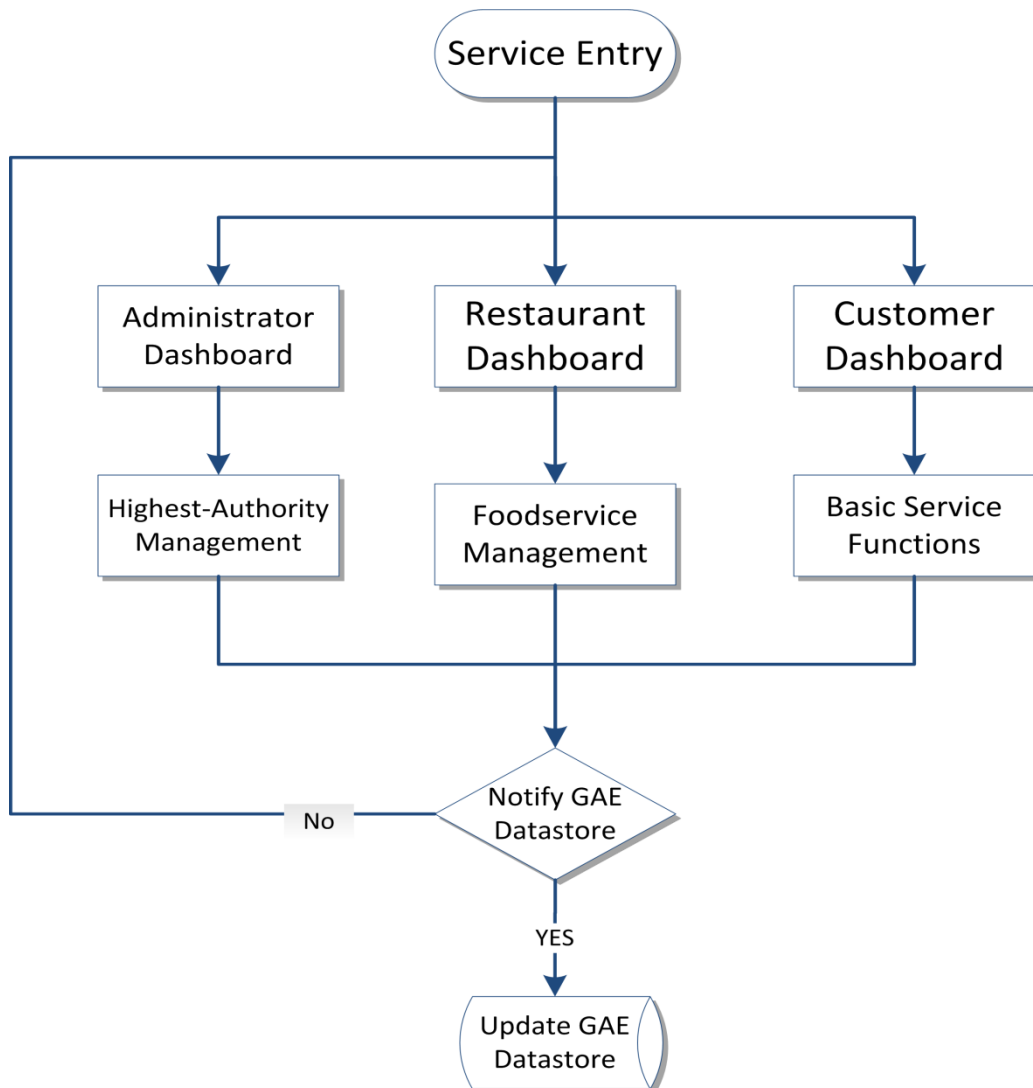 Service Entry
Administrator
Dashboard
Restaurant
Dashboard
Customer
Dashboard
Highest-Authority
Management
Foodservice
Management
Basic Service
Functions
Notify GAE
Datastore
No
YES
Update GAE
Datastore